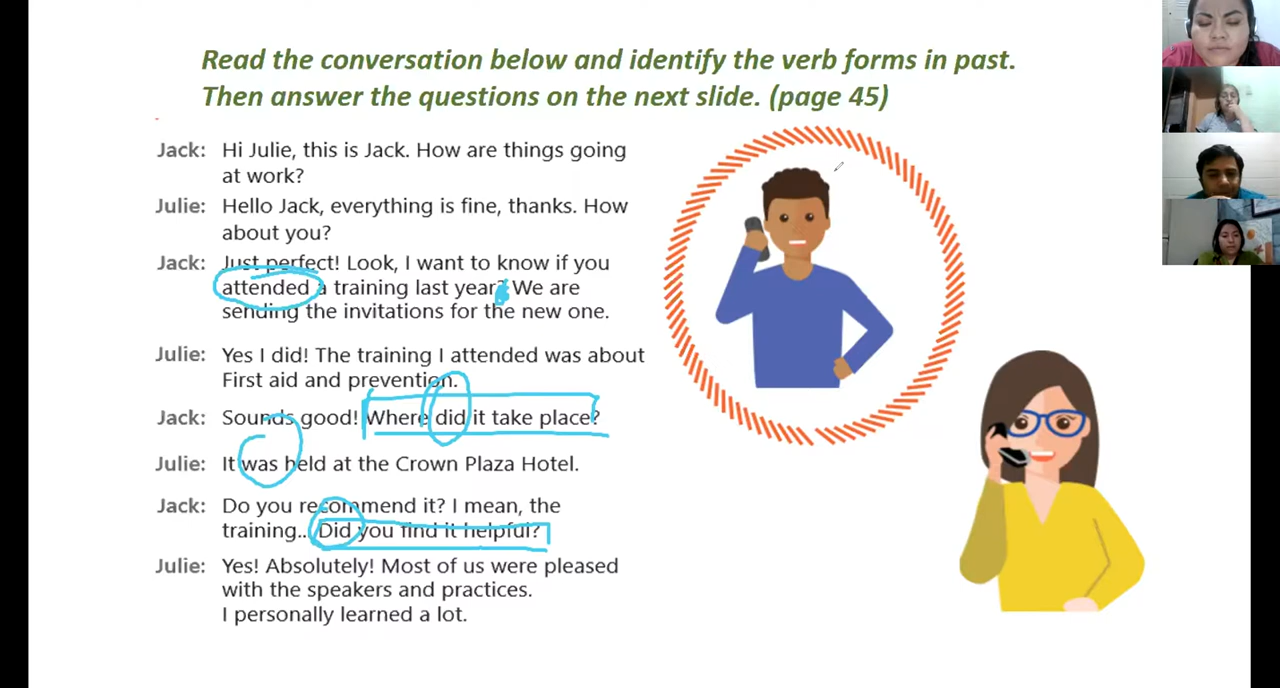 Read the conversation below and identify the verb forms in past.
Then answer the questions on the next slide. (page 45)
Jack: Hi Julie, this is Jack. How are things going
at work?
Julie: Hello Jack, everything is fine, thanks. How
about you?
Jack: Just perfect! Look, I want to know if you
attended a training last year? We are
sending the invitations for the new one.
Julie: Yes I did! The training I attended was about
First aid and prevention.
Jack: Sounds good! Where did it take place?
Julie: It was held at the Crown Plaza Hotel.
Jack: Do you recommend it? I mean, the
training... Did you find it helpful?
Julie: Yes! Absolutely! Most of us were pleased
with the speakers and practices.
I personally learned a lot.